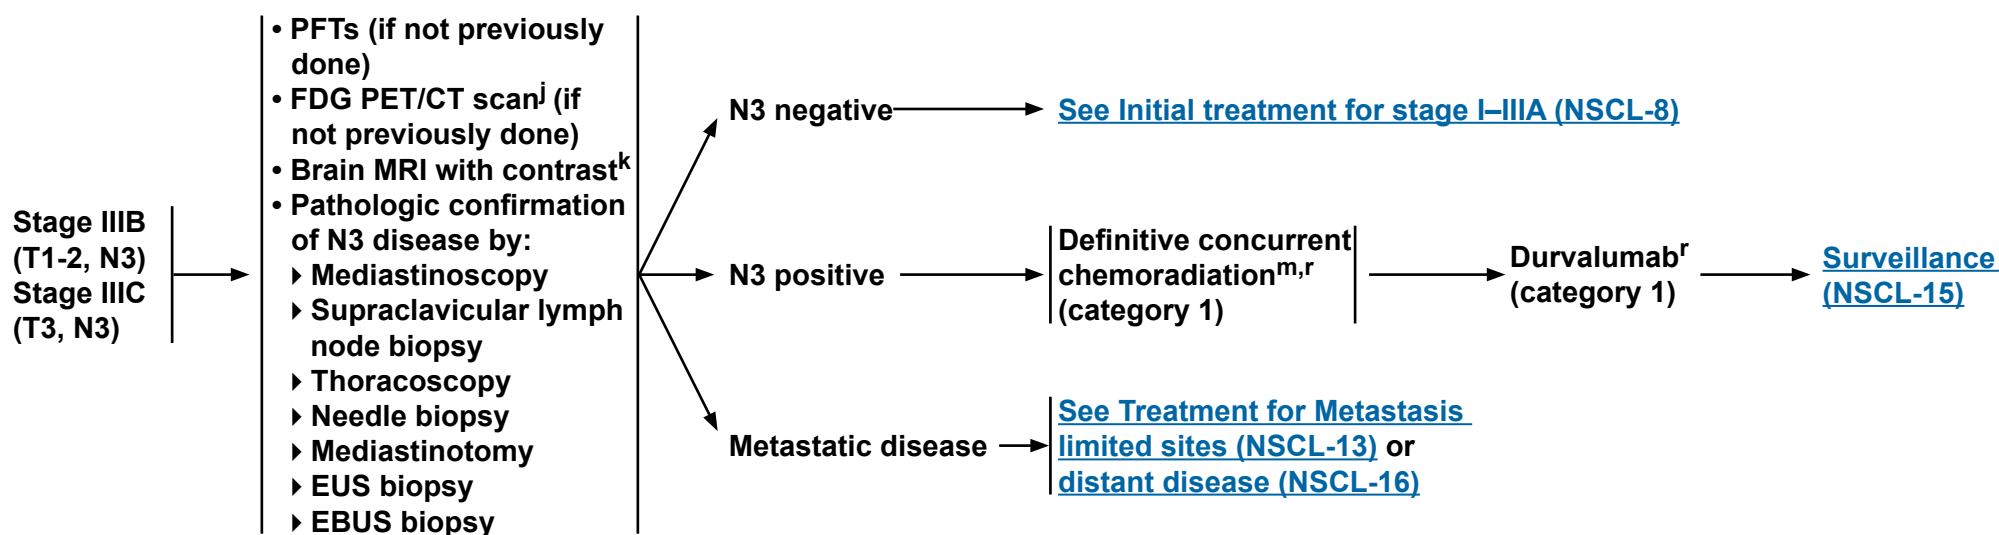 Stage IIIB
(T1-2, N3)
Stage IIIC
(T3, N3)
• PFTs (if not previously
done)
• FDG PET/CT scanj (if
not previously done)
• Brain MRI with contrastk
• Pathologic confirmation
of N3 disease by:
▸ Mediastinoscopy
▸ Supraclavicular lymph
node biopsy
▸ Thoracoscopy
▸ Needle biopsy
▸ Mediastinotomy
▸ EUS biopsy
▸ EBUS biopsy
N3 negative
See Initial treatment for stage I–IIIA (NSCL-8)
N3 positive
Definitive concurrent
chemoradiationm,r
(category 1)
Durvalumabr
(category 1)
Surveillance
(NSCL-15)
Metastatic disease
See Treatment for Metastasis
limited sites (NSCL-13) or
distant disease (NSCL-16)